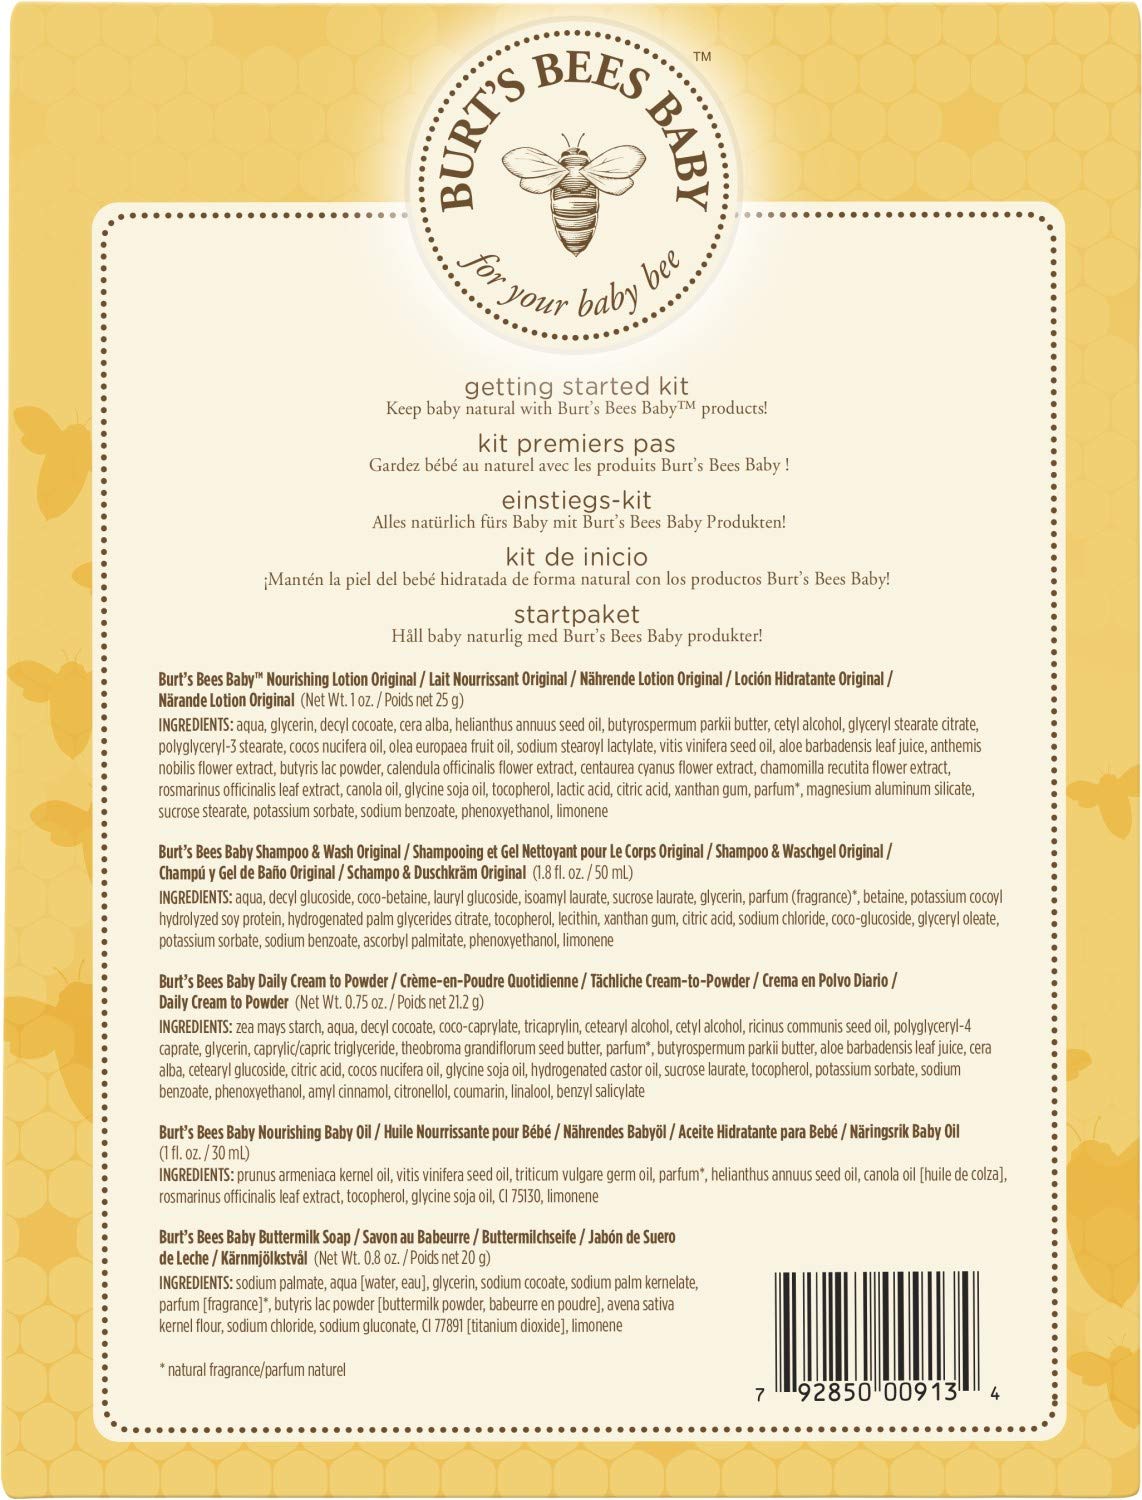 BURT'S BEES BABY
TM
for your baby bee
getting started kit
Keep baby natural with Burt's Bees Baby™ products!
kit premiers pas
Gardez bébé au naturel avec les produits Burt's Bees Baby !
einstiegs-kit
Alles natürlich fürs Baby mit Burt's Bees Baby Produkten!
kit de inicio
¡Mantén la piel del bebé hidratada de forma natural con los productos Burt's Bees Baby!
startpaket
Håll baby naturlig med Burt's Bees Baby produkter!
Burt's Bees Baby™ Nourishing Lotion Original / Lait Nourrissant Original / Nährende Lotion Original / Loción Hidratante Original /
Närande Lotion Original (Net Wt. 1 oz. / Poids net 25 g)
INGREDIENTS: aqua, glycerin, decyl cocoate, cera alba, helianthus annuus seed oil, butyrospermum parkii butter, cetyl alcohol, glyceryl stearate citrate,
polyglyceryl-3 stearate, cocos nucifera oil, olea europaea fruit oil, sodium stearoyl lactylate, vitis vinifera seed oil, aloe barbadensis leaf juice, anthemis
nobilis flower extract, butyris lac powder, calendula officinalis flower extract, centaurea cyanus flower extract, chamomilla recutita flower extract,
rosmarinus officinalis leaf extract, canola oil, glycine soja oil, tocopherol, lactic acid, citric acid, xanthan gum, parfum*, magnesium aluminum silicate,
sucrose stearate, potassium sorbate, sodium benzoate, phenoxyethanol, limonene
Burt's Bees Baby Shampoo & Wash Original / Shampooing et Gel Nettoyant pour Le Corps Original / Shampoo & Waschgel Original /
Champú y Gel de Baño Original / Schampo & Duschkräm Original (1.8 fl. oz. / 50 mL)
INGREDIENTS: aqua, decyl glucoside, coco-betaine, lauryl glucoside, isoamyl laurate, sucrose laurate, glycerin, parfum (fragrance)*, betaine, potassium cocoyl
hydrolyzed soy protein, hydrogenated palm glycerides citrate, tocopherol, lecithin, xanthan gum, citric acid, sodium chloride, coco-glucoside, glyceryl oleate,
potassium sorbate, sodium benzoate, ascorbyl palmitate, phenoxyethanol, limonene
Burt's Bees Baby Daily Cream to Powder / Crème-en-Poudre Quotidienne / Tächliche Cream-to-Powder / Crema en Polvo Diario /
Daily Cream to Powder (Net Wt. 0.75 oz. / Poids net 21.2 g)
INGREDIENTS: zea mays starch, aqua, decyl cocoate, coco-caprylate, tricaprylin, cetearyl alcohol, cetyl alcohol, ricinus communis seed oil, polyglyceryl-4
caprate, glycerin, caprylic/capric triglyceride, theobroma grandiflorum seed butter, parfum*, butyrospermum parkii butter, aloe barbadensis leaf juice, cera
alba, cetearyl glucoside, citric acid, cocos nucifera oil, glycine soja oil, hydrogenated castor oil, sucrose laurate, tocopherol, potassium sorbate, sodium
benzoate, phenoxyethanol, amyl cinnamol, citronellol, coumarin, linalool, benzyl salicylate
Burt's Bees Baby Nourishing Baby Oil / Huile Nourrissante pour Bébé / Nährendes Babyöl / Aceite Hidratante para Bebé / Näringsrik Baby Oil
(1 fl. oz. / 30 mL)
INGREDIENTS: prunus armeniaca kernel oil, vitis vinifera seed oil, triticum vulgare germ oil, parfum*, helianthus annuus seed oil, canola oil [huile de colza],
rosmarinus officinalis leaf extract, tocopherol, glycine soja oil, CI 75130, limonene
Burt's Bees Baby Buttermilk Soap / Savon au Babeurre / Buttermilchseife / Jabón de Suero
de Leche / Kärnmjölkstvål (Net Wt. 0.8 oz. / Poids net 20 g)
INGREDIENTS: sodium palmate, aqua [water, eau], glycerin, sodium cocoate, sodium palm kernelate,
parfum [fragrance]*, butyris lac powder [buttermilk powder, babeurre en poudre], avena sativa
kernel flour, sodium chloride, sodium gluconate, CI 77891 [titanium dioxide], limonene
* natural fragrance/parfum naturel
7 92850 00913 4